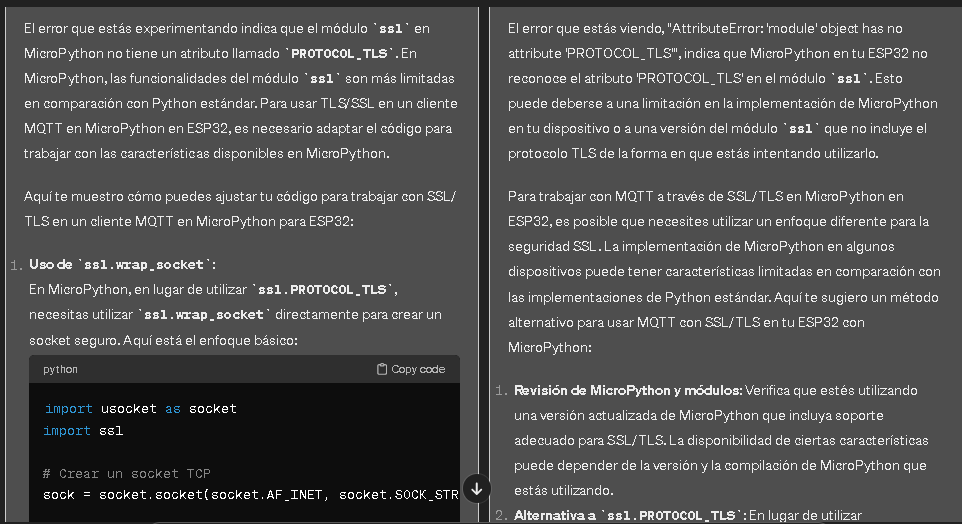 El error que estás experimentando indica que el módulo `ssl` en
MicroPython no tiene un atributo llamado `PROTOCOL_TLS`. En
MicroPython, las funcionalidades del módulo `ssl` son más limitadas
en comparación con Python estándar. Para usar TLS/SSL en un cliente
MQTT en MicroPython en ESP32, es necesario adaptar el código para
trabajar con las características disponibles en MicroPython.
Aquí te muestro cómo puedes ajustar tu código para trabajar con SSL/
TLS en un cliente MQTT en MicroPython para ESP32:
1. Uso de `ssl.wrap_socket`:
En MicroPython, en lugar de utilizar `ssl.PROTOCOL_TLS`,
necesitas utilizar `ssl.wrap_socket` directamente para crear un
socket seguro. Aquí está el enfoque básico:
python Copy code
import usocket as socket
import ssl
# Crear un socket TCP
sock = socket.socket(socket.AF_INET, socket.SOCK_STR
El error que estás viendo, "AttributeError: 'module' object has no
attribute 'PROTOCOL_TLS'", indica que MicroPython en tu ESP32 no
reconoce el atributo 'PROTOCOL_TLS' en el módulo `ssl`. Esto
puede deberse a una limitación en la implementación de MicroPython
en tu dispositivo o a una versión del módulo `ssl` que no incluye el
protocolo TLS de la forma en que estás intentando utilizarlo.
Para trabajar con MQTT a través de SSL/TLS en MicroPython en
ESP32, es posible que necesites utilizar un enfoque diferente para la
seguridad SSL. La implementación de MicroPython en algunos
dispositivos puede tener características limitadas en comparación con
las implementaciones de Python estándar. Aquí te sugiero un método
alternativo para usar MQTT con SSL/TLS en tu ESP32 con
MicroPython:
1. Revisión de MicroPython y módulos: Verifica que estés utilizando
una versión actualizada de MicroPython que incluya soporte
adecuado para SSL/TLS. La disponibilidad de ciertas características
puede depender de la versión y la compilación de MicroPython que
estás utilizando.
2. Alternativa a `ssl.PROTOCOL_TLS`: En lugar de utilizar